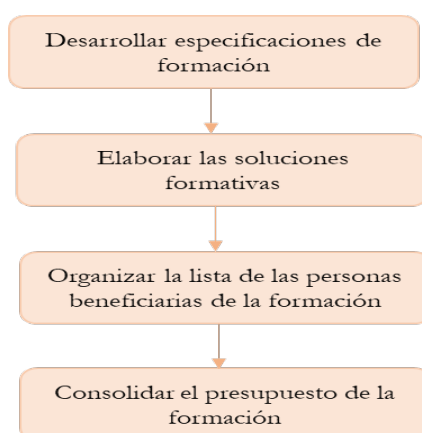 Desarrollar especificaciones de
formación
Elaborar las soluciones
formativas
Organizar la lista de las personas
beneficiarias de la formación
Consolidar el presupuesto de la
formación